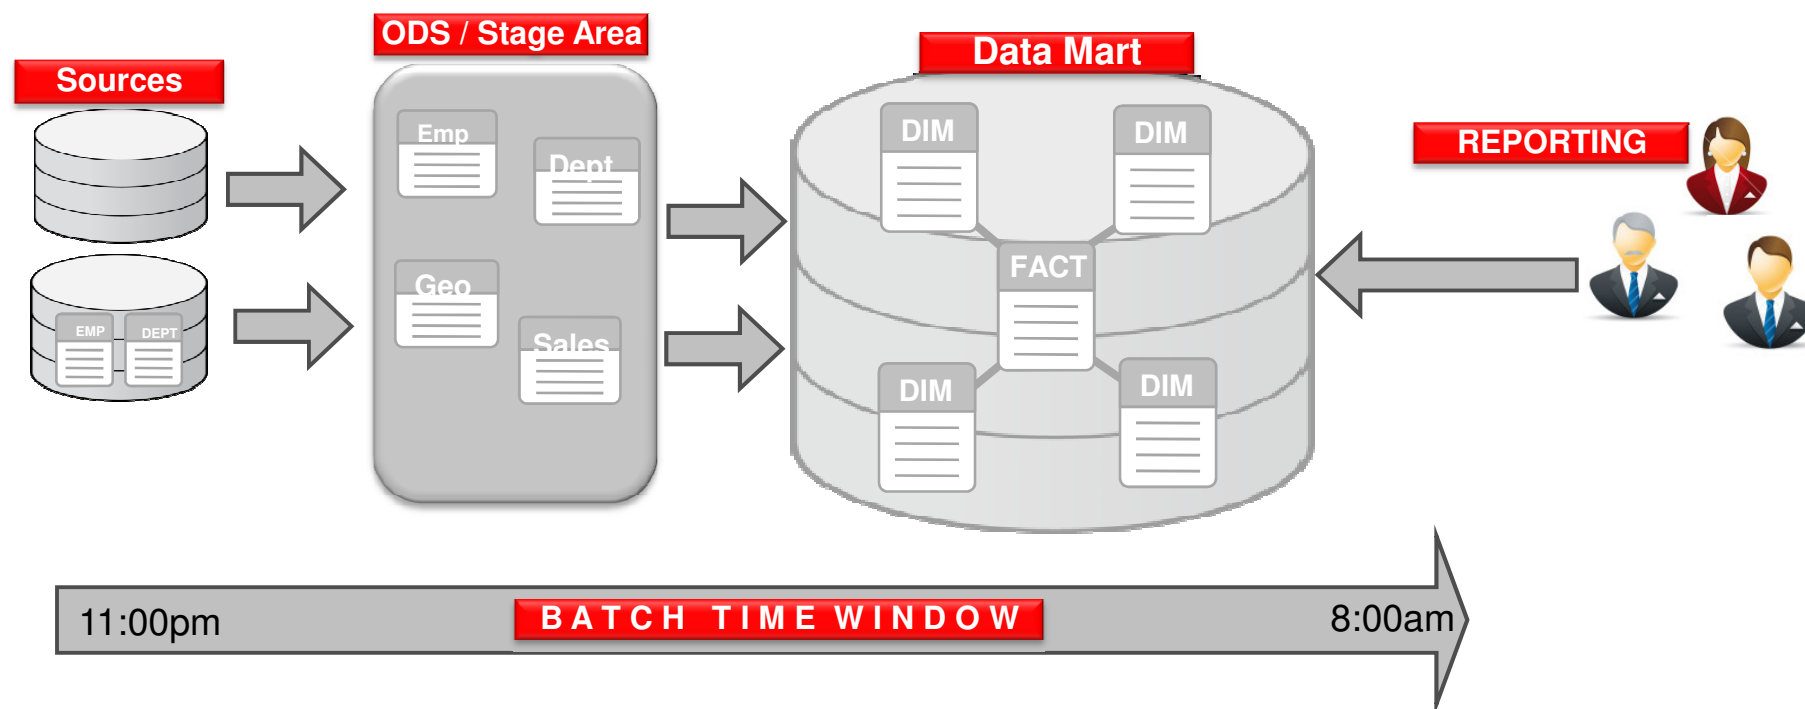 Sources
ODS / Stage Area
Data Mart
REPORTING
EMP
DEPT
Emp
Dept
Geo
Sales
DIM
DIM
FACT
DIM
DIM
11:00pm
BATCH TIME WINDOW
8:00am